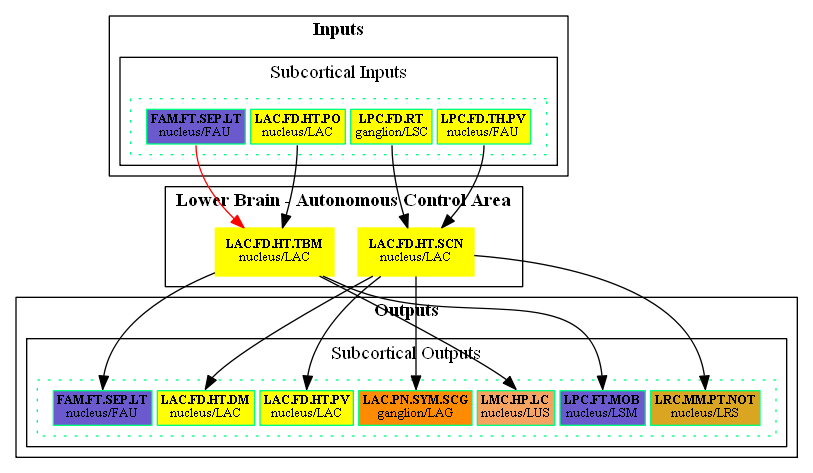 Inputs
Subcortical Inputs
FAM.FT.SEP.LT
nucleus/FAU
LAC.FD.HT.PO
nucleus/LAC
LPC.FD.RT
ganglion/LSC
LPC.FD.TH.PV
nucleus/FAU
Lower Brain - Autonomous Control Area
LAC.FD.HT.TBM
nucleus/LAC
LAC.FD.HT.SCN
nucleus/LAC
Outputs
Subcortical Outputs
FAM.FT.SEP.LT
nucleus/FAU
LAC.FD.HT.DM
nucleus/LAC
LAC.FD.HT.PV
nucleus/LAC
LAC.PN.SYM.SCG
ganglion/LAG
LMC.HP.LC
nucleus/LUS
LPC.FT.MOB
nucleus/LSM
LRC.MM.PT.NOT
nucleus/LRS